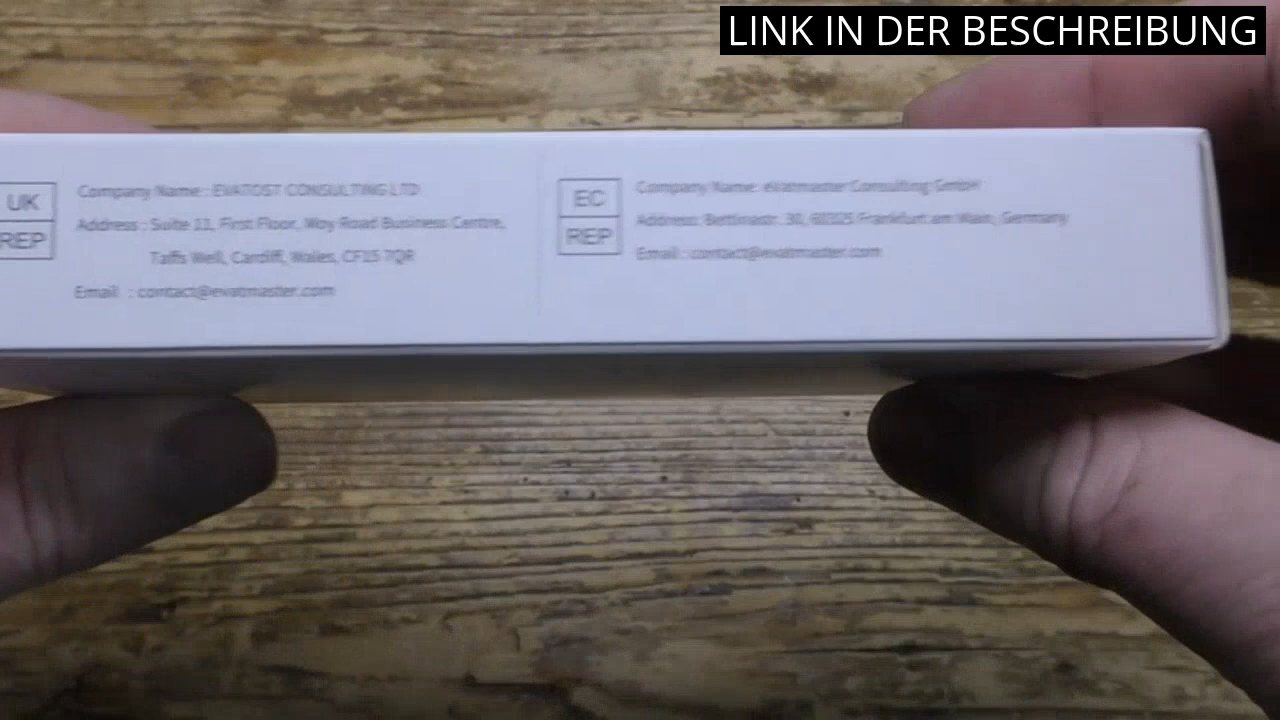 LINK IN DER BESCHREIBUNG
UK
REP
Company Name : EVATOST CONSULTING LTD
Address : Suite 11, First Floor, Moy Road Business Centre,
Taffs Well, Cardiff, Wales, CF15 7QR
Email : contact@evatmaster.com
EC
REP
Company Name: eVatmaster Consulting GmbH
Address: Bettinastr. 30, 60325 Frankfurt am Main, Germany
Email : contact@evatmaster.com